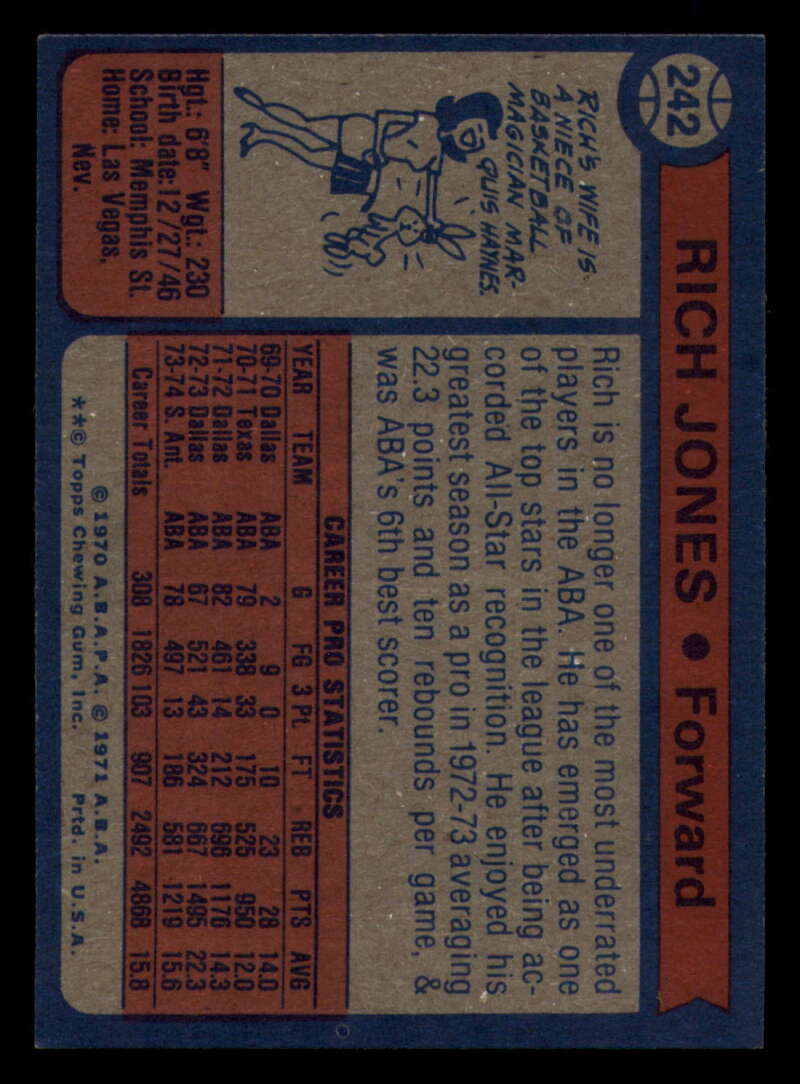 242
RICH JONES • Forward
RICH'S WIFE IS
A NIECE OF
BASKETBALL
MAGICIAN MAR-
QUIS HAYNES.
Hgt.: 6'8" Wgt.: 230
Birth date: 12/27/46
School: Memphis St.
Home: Las Vegas,
Nev.
Rich is no longer one of the most underrated
players in the ABA. He has emerged as one
of the top stars in the league after being ac-
corded All-Star recognition. He enjoyed his
greatest season as a pro in 1972-73 averaging
22.3 points and ten rebounds per game, &
was ABA's 6th best scorer.
CAREER PRO STATISTICS
YEAR TEAM G FG 3 Pt. FT REB PTS AVG
69-70 Dallas ABA 2 9 0 10 23 28 14.0
70-71 Texas ABA 79 338 33 175 525 950 12.0
71-72 Dallas ABA 82 461 14 212 696 1176 14.3
72-73 Dallas ABA 67 521 43 324 667 1495 22.3
73-74 S. Ant. ABA 78 497 13 186 581 1219 15.6
Career Totals 308 1826 103 907 2492 4868 15.8
© 1970 A.B.A.P.A. © 1971 A.B.A.
**© Topps Chewing Gum, Inc. Prtd. in U.S.A.